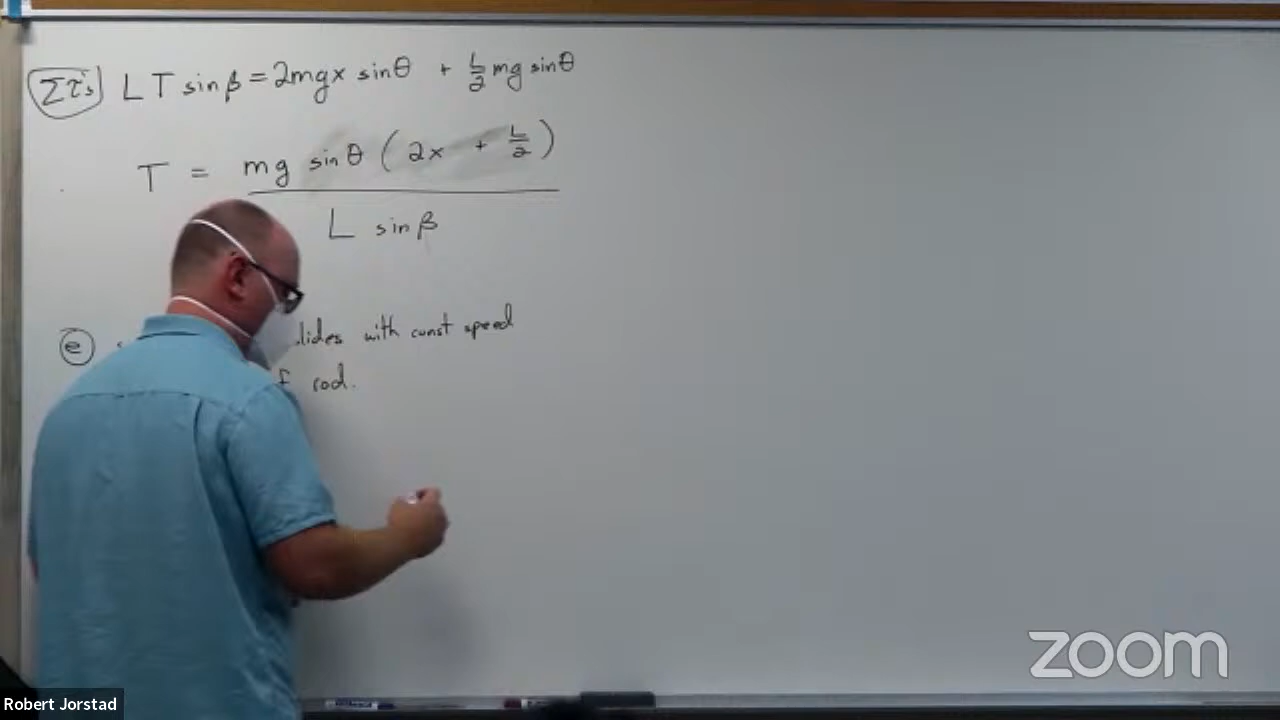 Στ's LT sin β = 2mgx sin θ + L/2 mg sin θ
T = mg sin θ ( 2x + L/2 )
L sin β
e lides with const speed
f rod.
zoom
Robert Jorstad